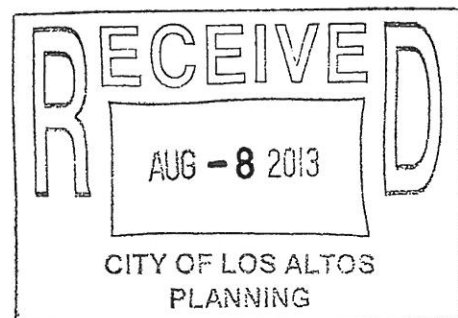 RECEIVED
AUG -8 2013
CITY OF LOS ALTOS
PLANNING